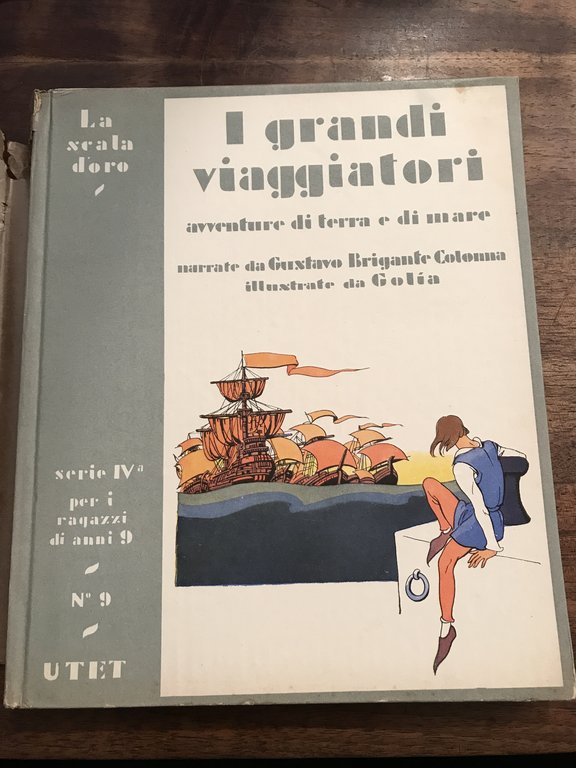 La
scala
d'oro
serie IVª
per i
ragazzi
di anni 9
Nº 9
UTET
I grandi
viaggiatori
avventure di terra e di mare
narrate da Gustavo Brigante Colonna
illustrate da Golía